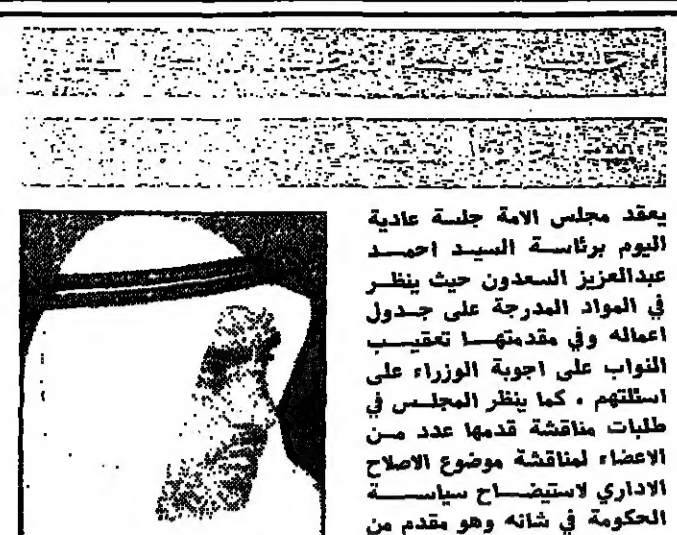 يعقد مجلس الامة جلسة عادية
اليوم برئاسة السيد احمد
عبدالعزيز السعدون حيث ينظر
في المواد المدرجة على جدول
اعماله وفي مقدمتها تعقيب
النواب على اجوبة الوزراء على
اسئلتهم ، كما ينظر المجلس في
طلبات مناقشة قدمها عدد من
الاعضاء لمناقشة موضوع الاصلاح
الاداري لاستيضاح سياسة
الحكومة في شانه وهو مقدم من